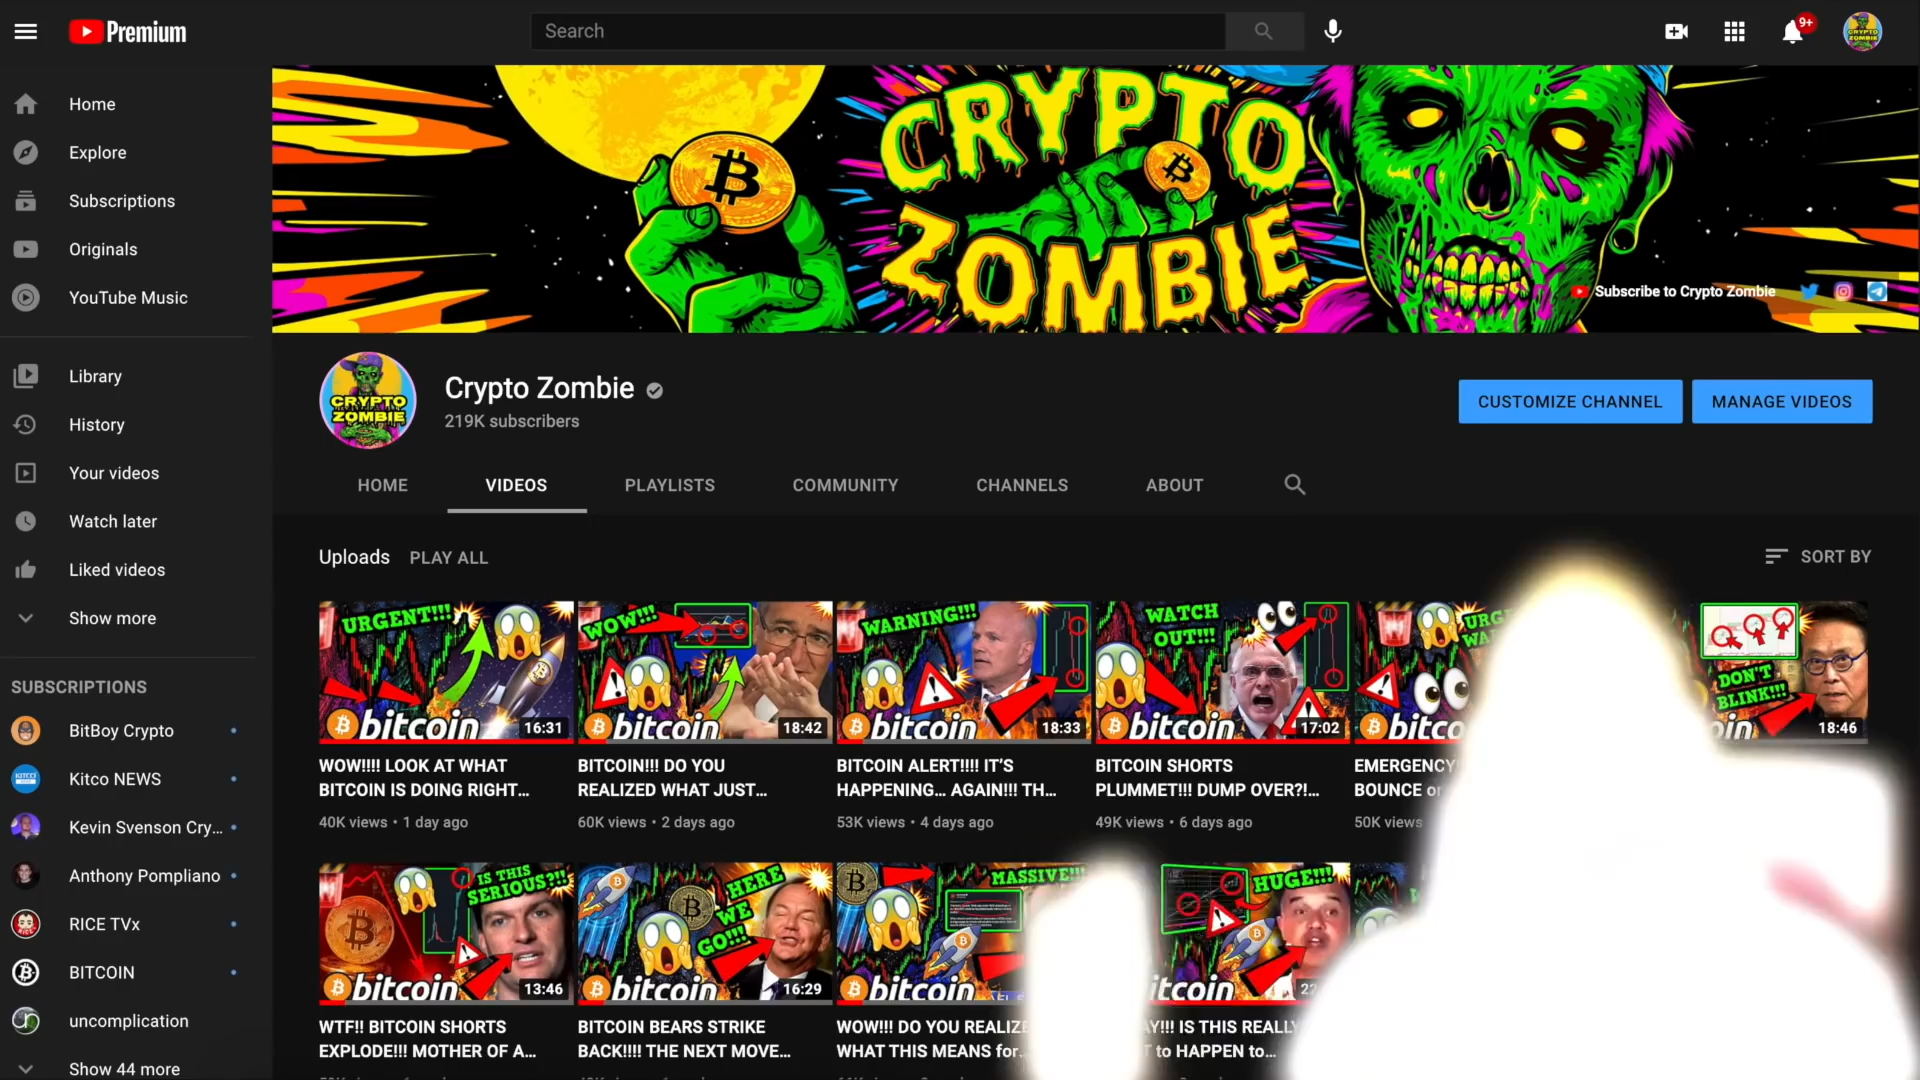 Premium
Search
9+
Home
Explore
Subscriptions
Originals
YouTube Music
Library
History
Your videos
Watch later
Liked videos
Show more
SUBSCRIPTIONS
BitBoy Crypto
Kitco NEWS
Kevin Svenson Cry...
Anthony Pompliano
RICE TVx
BITCOIN
uncomplication
Show 44 more
CRYPTO
ZOMBIE
Subscribe to Crypto Zombie
CRYPTO
ZOMBIE
Crypto Zombie
219K subscribers
CUSTOMIZE CHANNEL
MANAGE VIDEOS
HOME
VIDEOS
PLAYLISTS
COMMUNITY
CHANNELS
ABOUT
Uploads
PLAY ALL
SORT BY
URGENT!!!
bitcoin
16:31
WOW!!!! LOOK AT WHAT
BITCOIN IS DOING RIGHT...
40K views • 1 day ago
WOW!!!
bitcoin
18:42
BITCOIN!!! DO YOU
REALIZED WHAT JUST...
60K views • 2 days ago
WARNING!!!
bitcoin
18:33
BITCOIN ALERT!!!! IT'S
HAPPENING... AGAIN!!! TH...
53K views • 4 days ago
WATCH
OUT!!!
bitcoin
17:02
BITCOIN SHORTS
PLUMMET!!! DUMP OVER?!...
49K views • 6 days ago
bitco
EMERGENCY
BOUNCE or
50K views
DON'T
BLINK!!!
oin
18:46
IS THIS
SERIOUS?!!
bitcoin
13:46
WTF!! BITCOIN SHORTS
EXPLODE!!! MOTHER OF A...
HERE
WE
GO!!!
bitcoin
16:29
BITCOIN BEARS STRIKE
BACK!!!! THE NEXT MOVE...
MASSIVE!!!
bitcoin
WOW!!! DO YOU REALIZE
WHAT THIS MEANS for...
HUGE!!!
itcoin
22
AY!!! IS THIS REALLY
T to HAPPEN to...